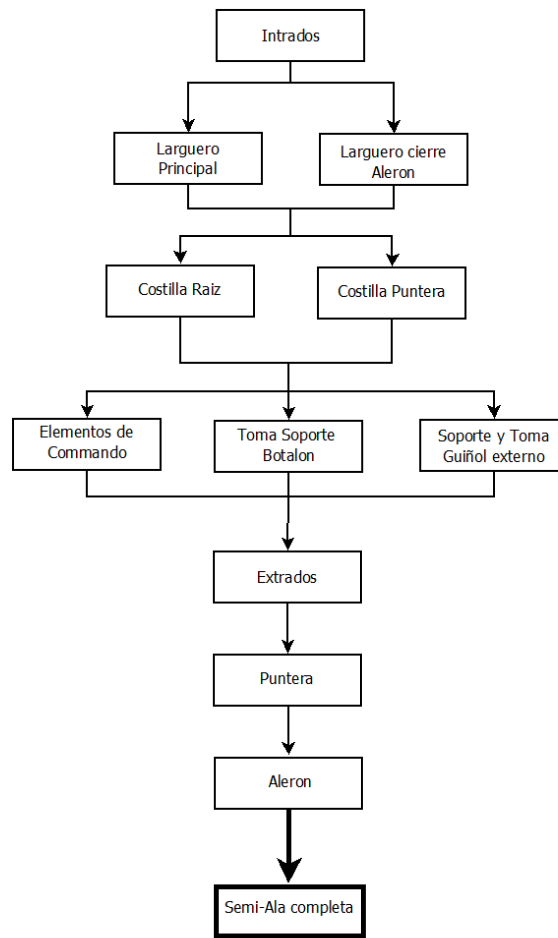 Intrados
Larguero
Principal
Larguero cierre
Aleron
Costilla Raiz
Costilla Puntera
Elementos de
Commando
Toma Soporte
Botalon
Soporte y Toma
Guiñol externo
Extrados
Puntera
Aleron
Semi-Ala completa